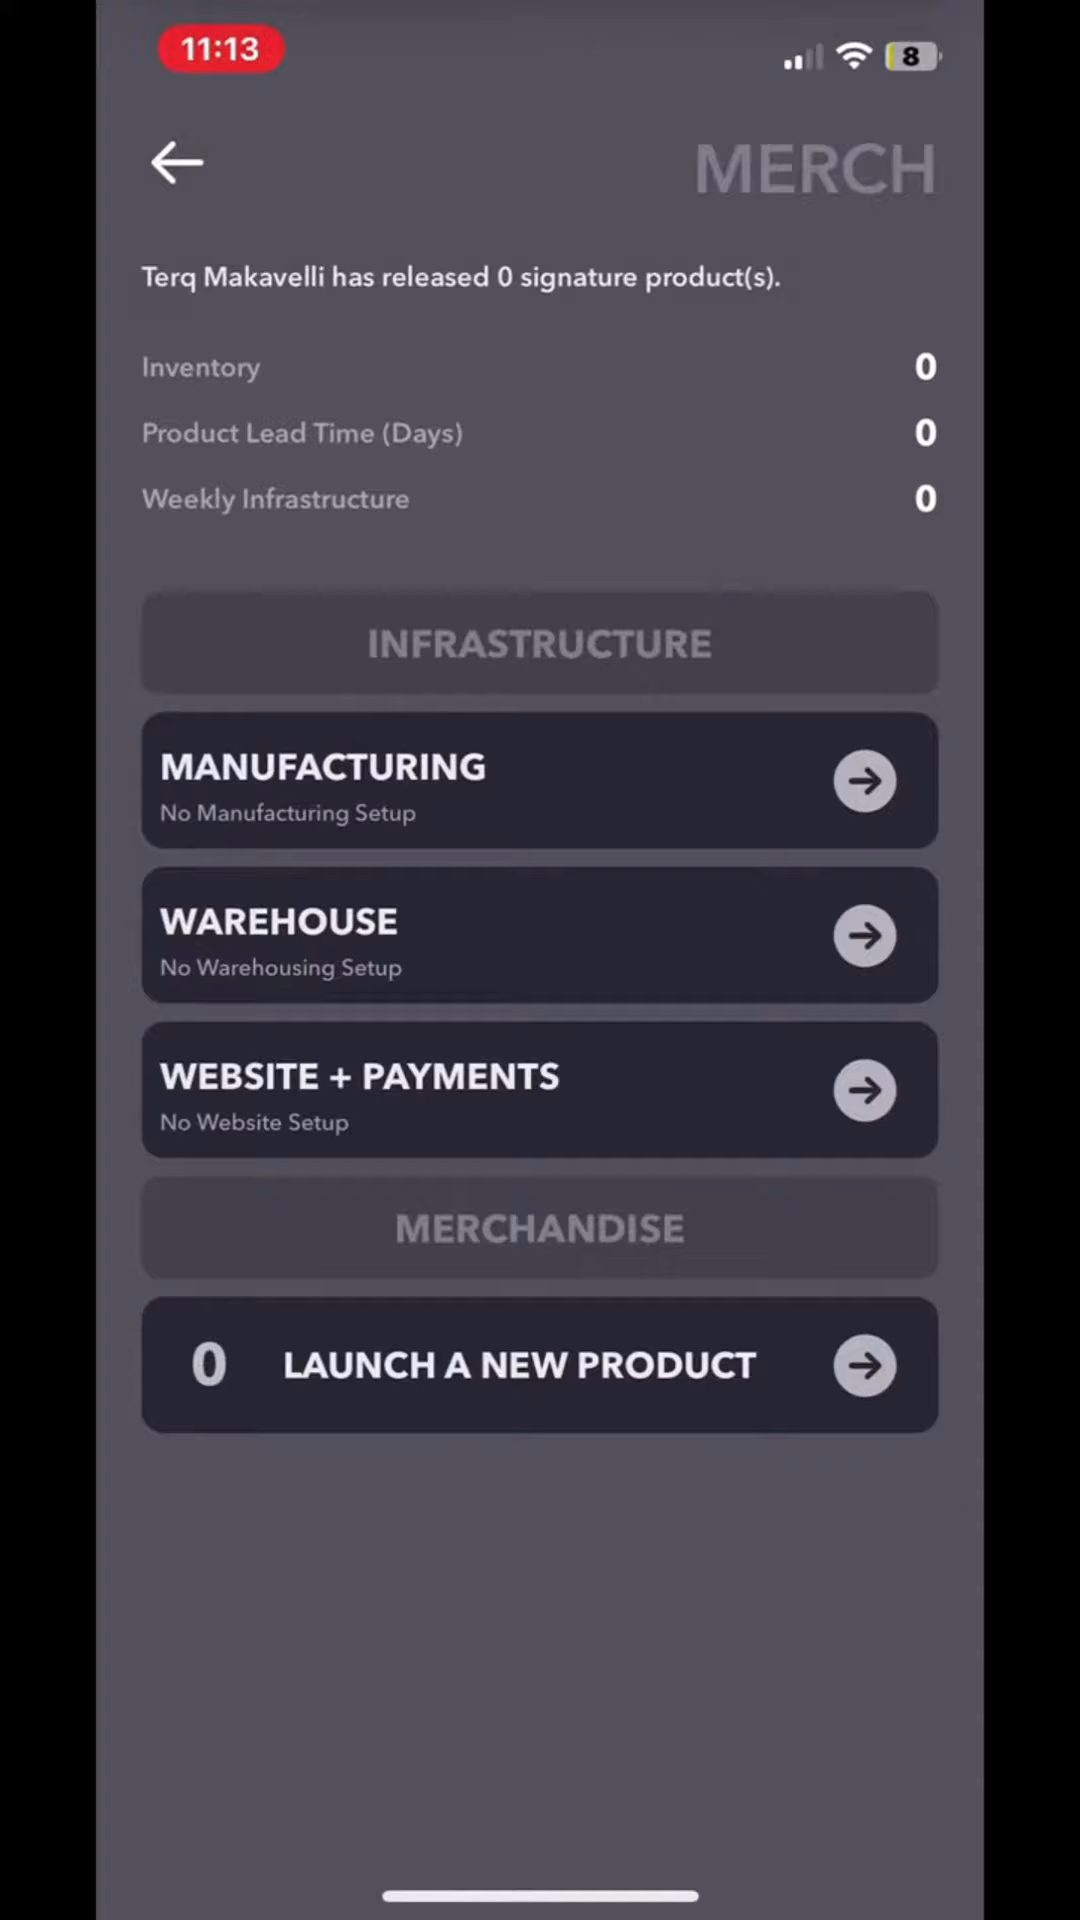 11:13
8
MERCH
Terq Makavelli has released 0 signature product(s).
Inventory 0
Product Lead Time (Days) 0
Weekly Infrastructure 0
INFRASTRUCTURE
MANUFACTURING
No Manufacturing Setup
WAREHOUSE
No Warehousing Setup
WEBSITE + PAYMENTS
No Website Setup
MERCHANDISE
0 LAUNCH A NEW PRODUCT